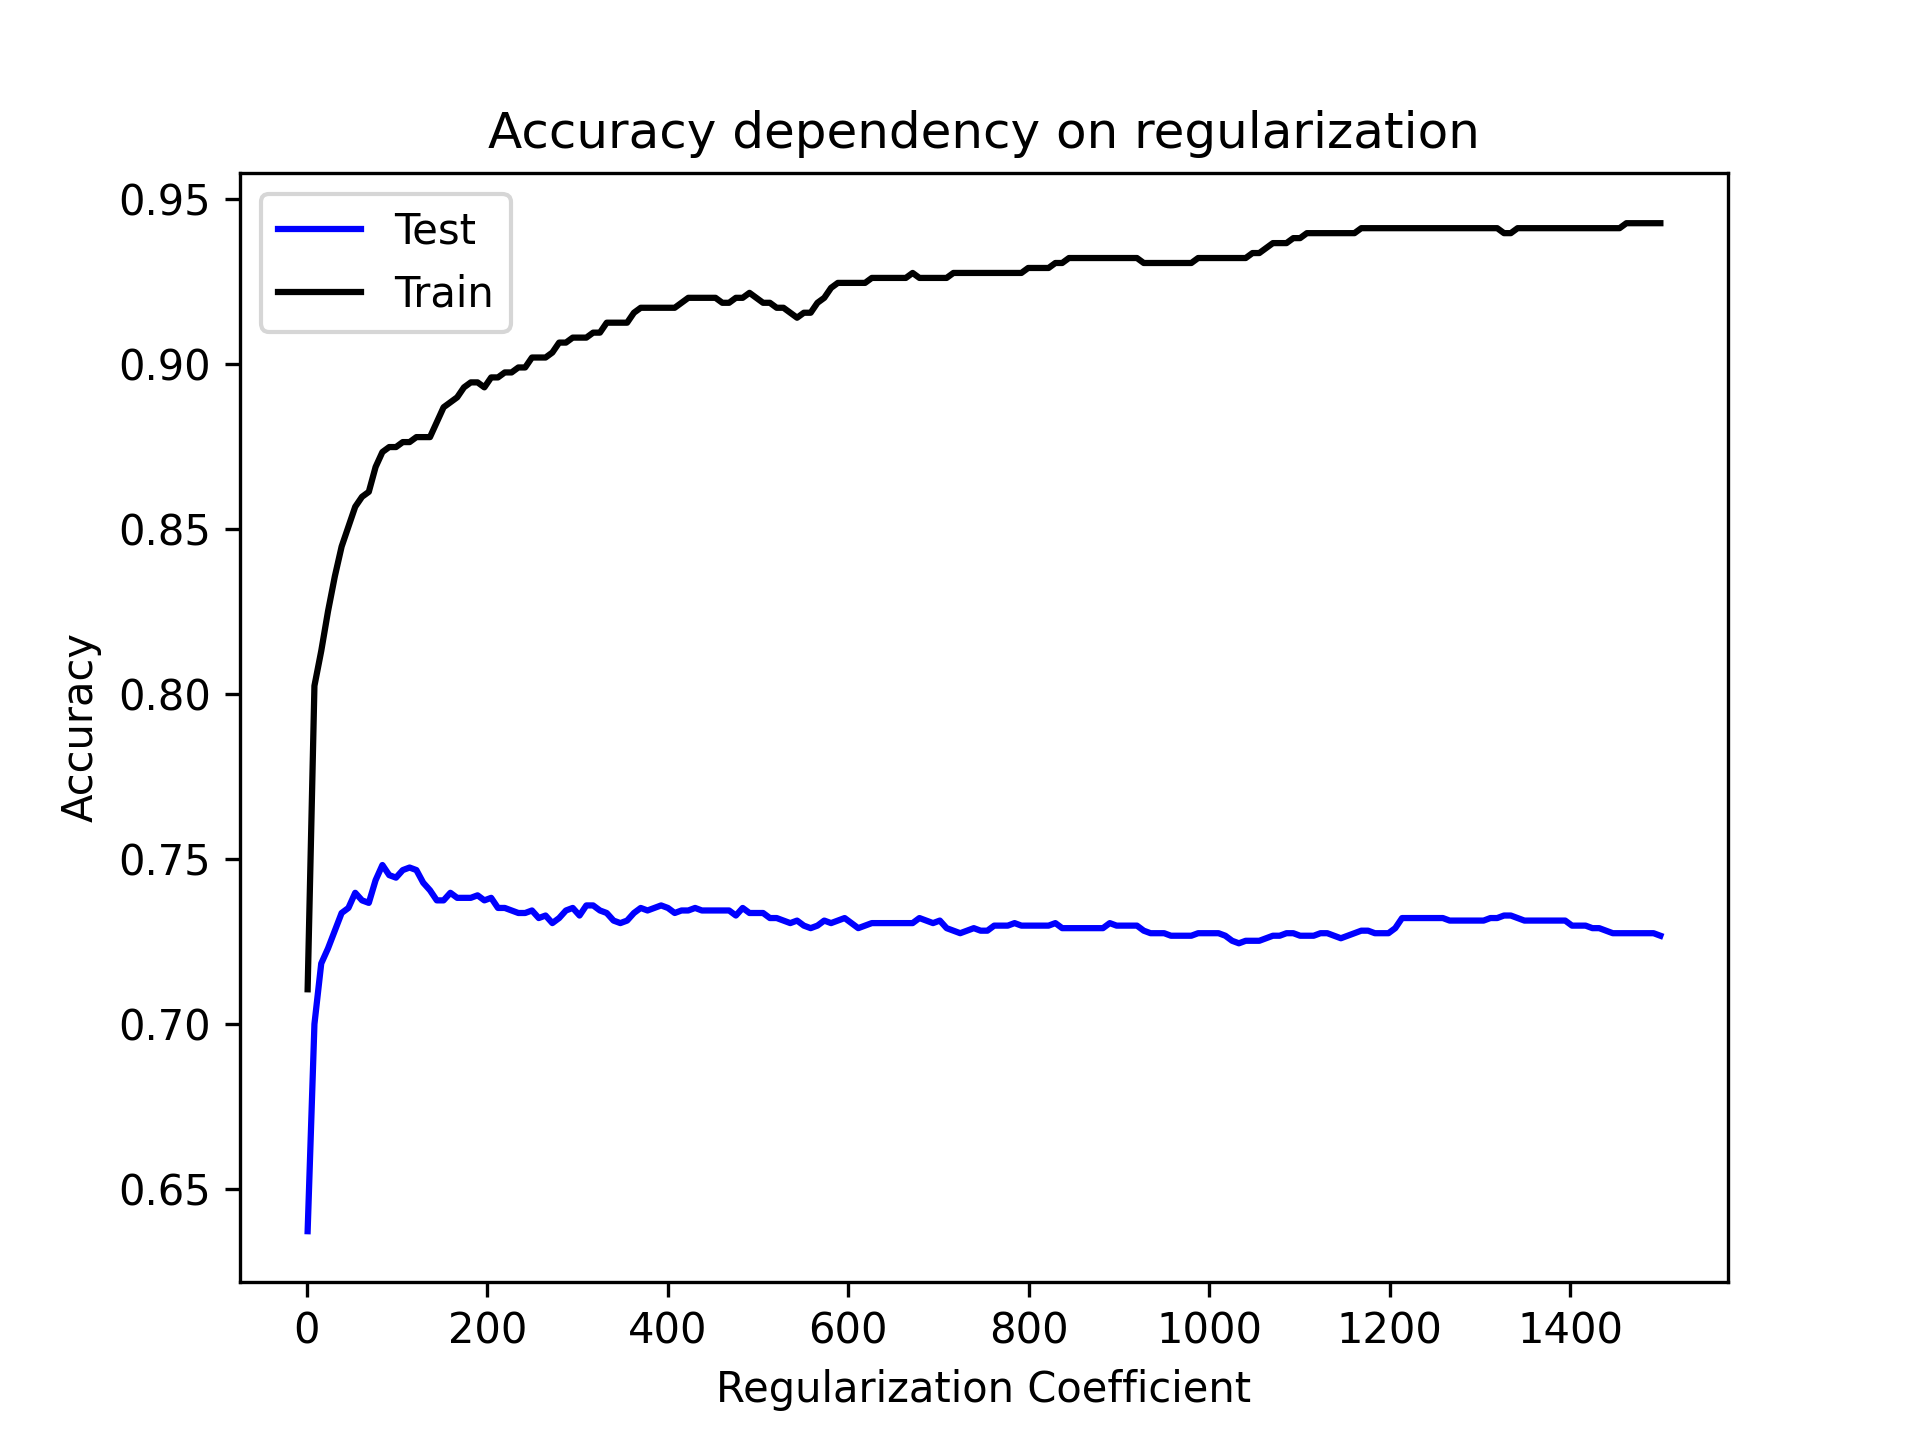 Accuracy dependency on regularization
Test
Train
0.95
0.90
0.85
0.80
0.75
0.70
0.65
Accuracy
0 200 400 600 800 1000 1200 1400
Regularization Coefficient